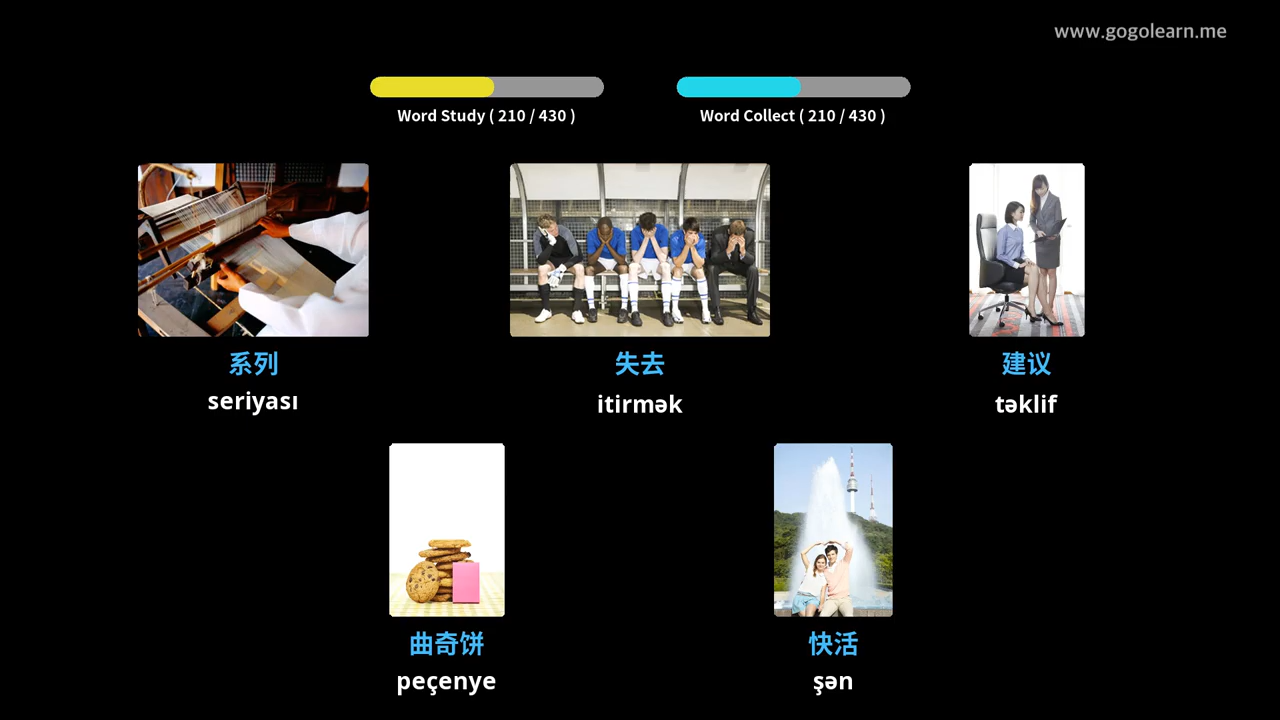 www.gogolearn.me
Word Study ( 210 / 430 )
Word Collect ( 210 / 430 )
系列
seriyası
失去
itirmək
建议
təklif
曲奇饼
peçenye
快活
şən